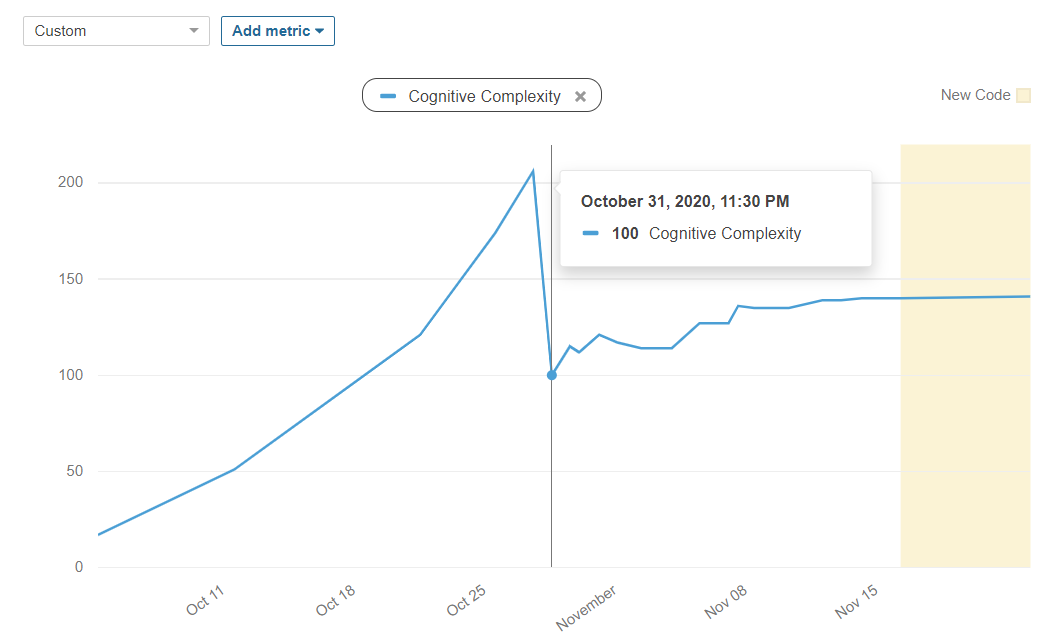 Custom
Add metric
Cognitive Complexity
New Code
200
October 31, 2020, 11:30 PM
100 Cognitive Complexity
150
100
50
0
Oct 11
Oct 18
Oct 25
November
Nov 08
Nov 15